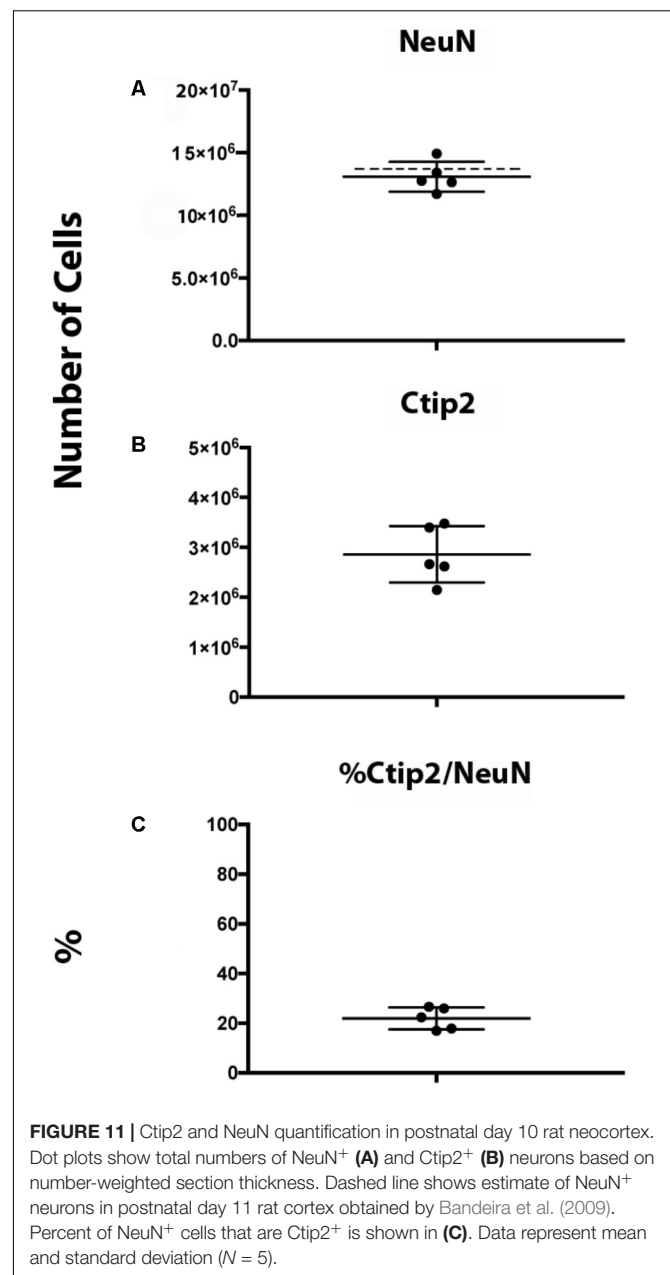 NeuN
A
20×10⁷
15×10⁶
10×10⁶
5.0×10⁶
0.0
Number of Cells
Ctip2
B
5×10⁶
4×10⁶
3×10⁶
2×10⁶
1×10⁶
0
%Ctip2/NeuN
C
100
80
60
40
20
0
%
FIGURE 11 | Ctip2 and NeuN quantification in postnatal day 10 rat neocortex.
Dot plots show total numbers of NeuN⁺ (A) and Ctip2⁺ (B) neurons based on
number-weighted section thickness. Dashed line shows estimate of NeuN⁺
neurons in postnatal day 11 rat cortex obtained by Bandeira et al. (2009).
Percent of NeuN⁺ cells that are Ctip2⁺ is shown in (C). Data represent mean
and standard deviation (N = 5).